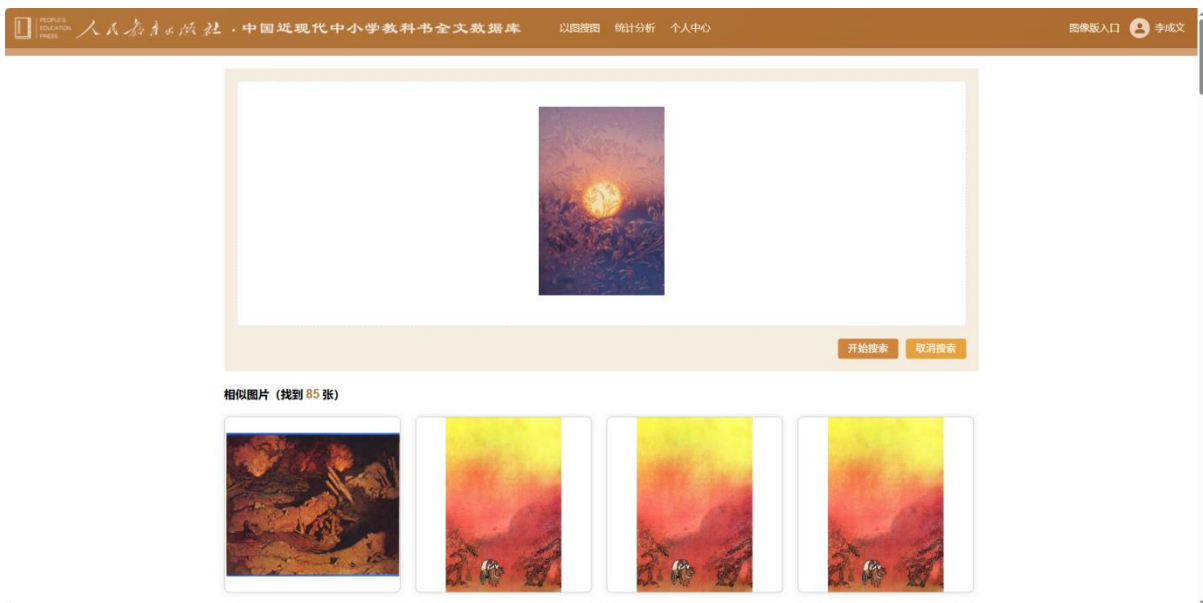 PEOPLE'S
EDUCATION
PRESS
人民教育出版社·中国近现代中小学教科书全文数据库 以图搜图 统计分析 个人中心 图像版入口 李成文
开始搜索 取消搜索
相似图片（找到 85 张）